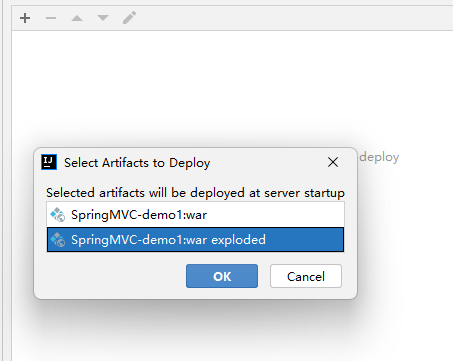 deploy
Select Artifacts to Deploy
Selected artifacts will be deployed at server startup
SpringMVC-demo1:war
SpringMVC-demo1:war exploded
OK
Cancel